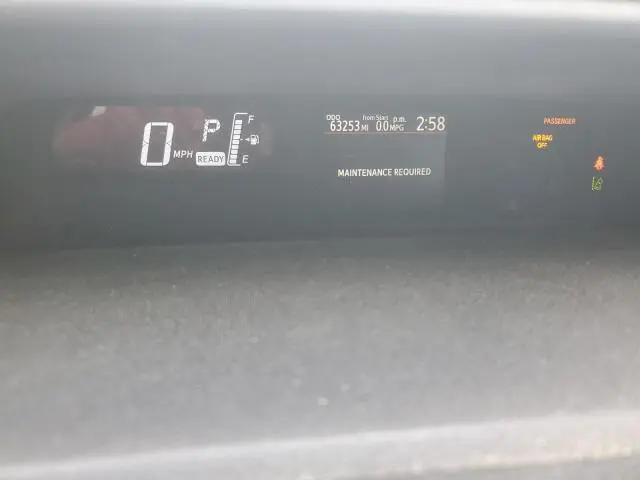 0 MPH
P
READY
F
E
ODO from Start p.m.
63253 MI 0.0 MPG 2:58
MAINTENANCE REQUIRED
PASSENGER
AIR BAG
OFF